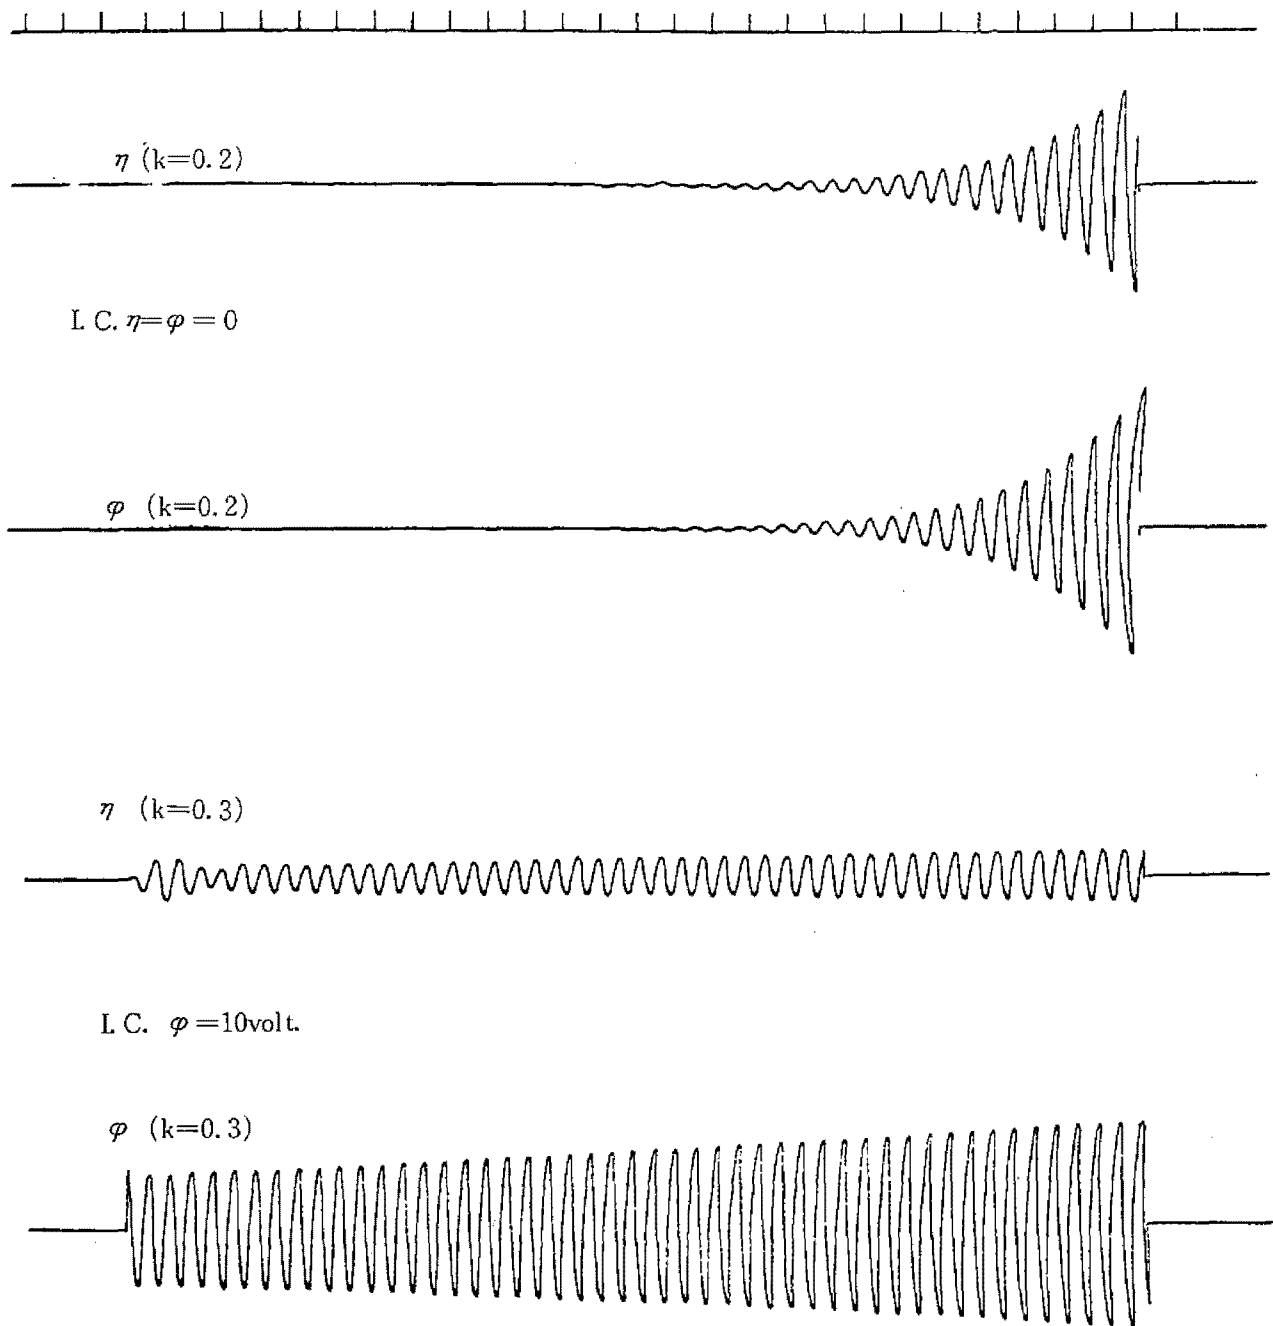 η (k=0.2)
I. C. η=φ=0
φ (k=0.2)
η (k=0.3)
I. C. φ=10volt.
φ (k=0.3)